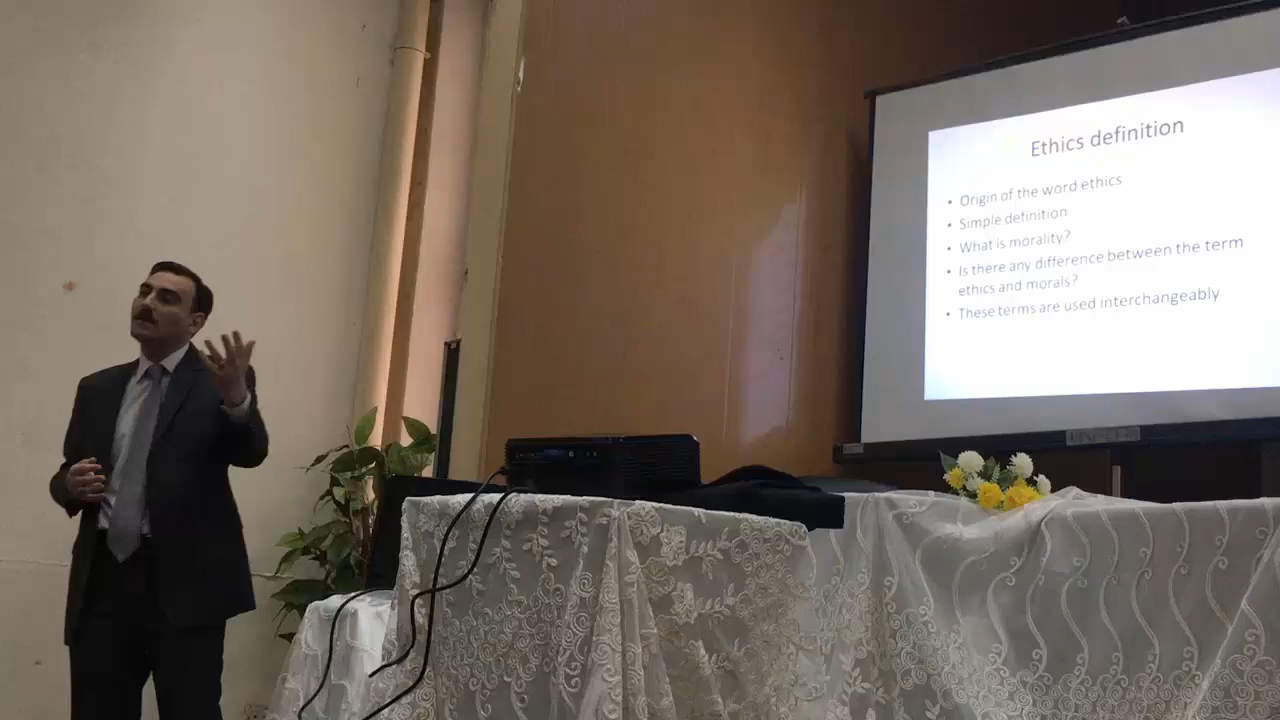 Ethics definition
• Origin of the word ethics
• Simple definition
• What is morality?
• Is there any difference between the term
ethics and morals?
• These terms are used interchangeably